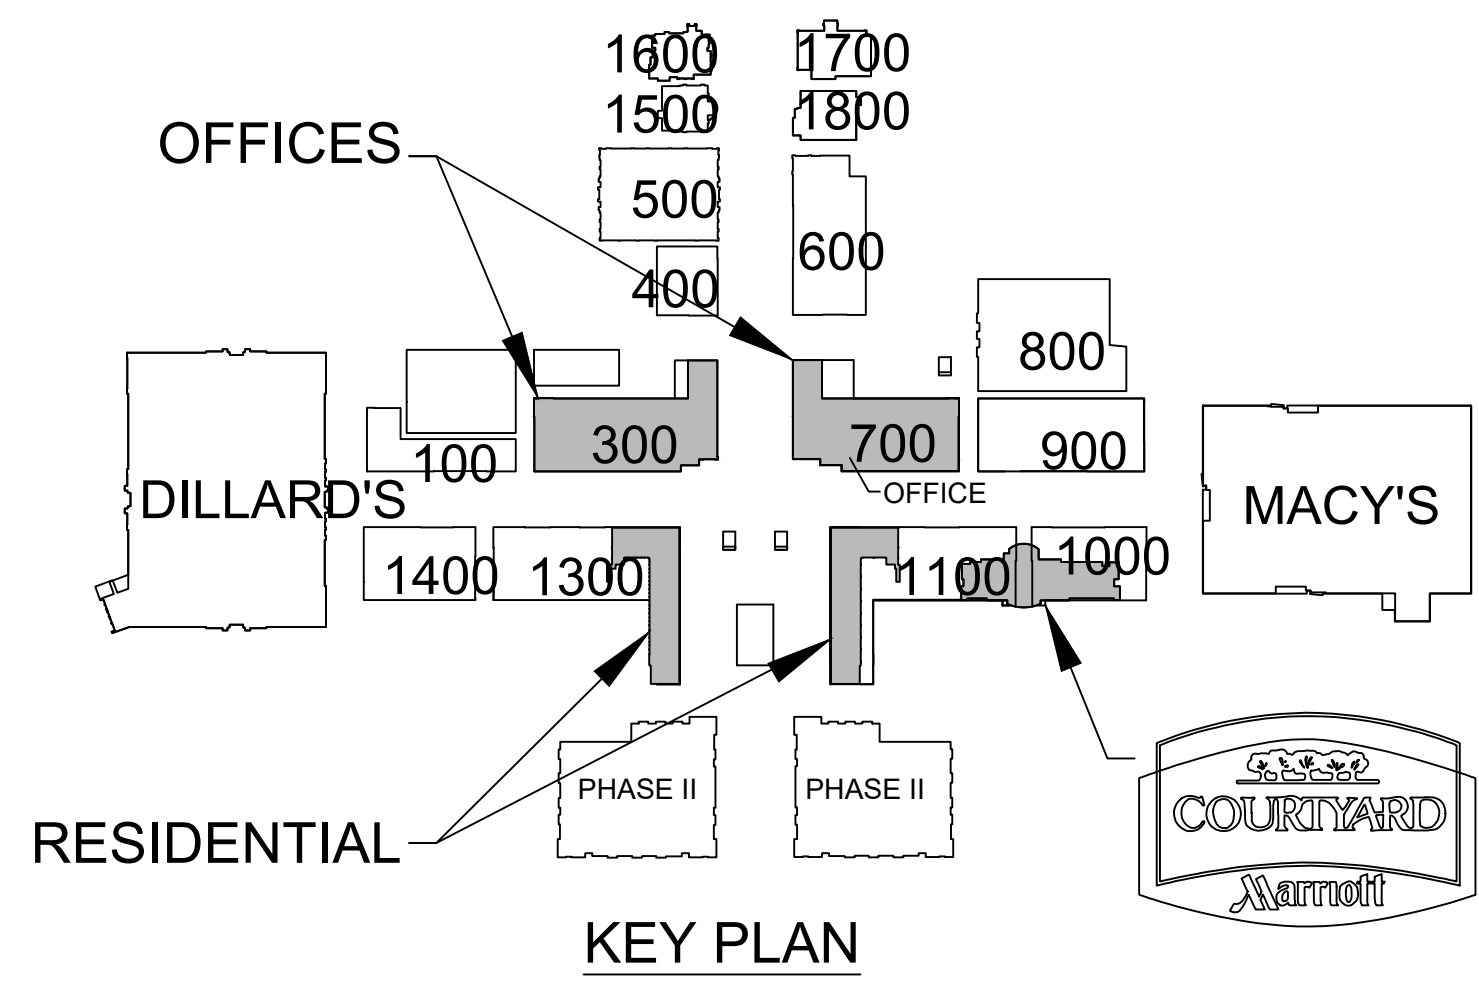 1600
1700
1500
1800
OFFICES
500
600
400
800
300
700
900
100
OFFICE
DILLARD'S
MACY'S
1400
1300
1100
1000
PHASE II
PHASE II
COURTYARD
Marriott
RESIDENTIAL
KEY PLAN